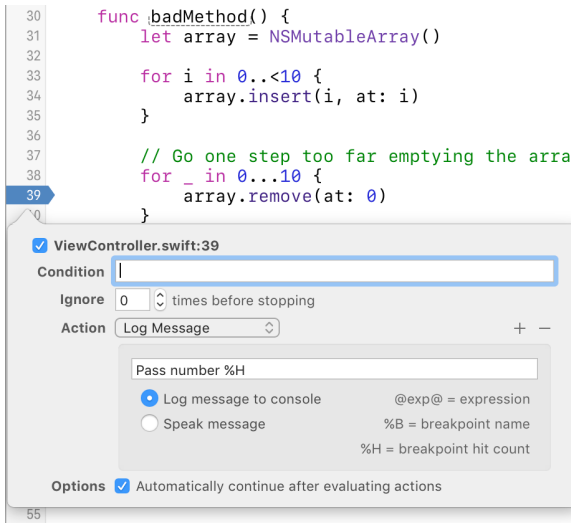 30 func badMethod() {
31 let array = NSMutableArray()
32
33 for i in 0..<10 {
34 array.insert(i, at: i)
35 }
36
37 // Go one step too far emptying the arra
38 for _ in 0...10 {
39 array.remove(at: 0)
}
ViewController.swift:39
Condition
Ignore 0 times before stopping
Action Log Message + −
Pass number %H
Log message to console @exp@ = expression
Speak message %B = breakpoint name
%H = breakpoint hit count
Options Automatically continue after evaluating actions
55